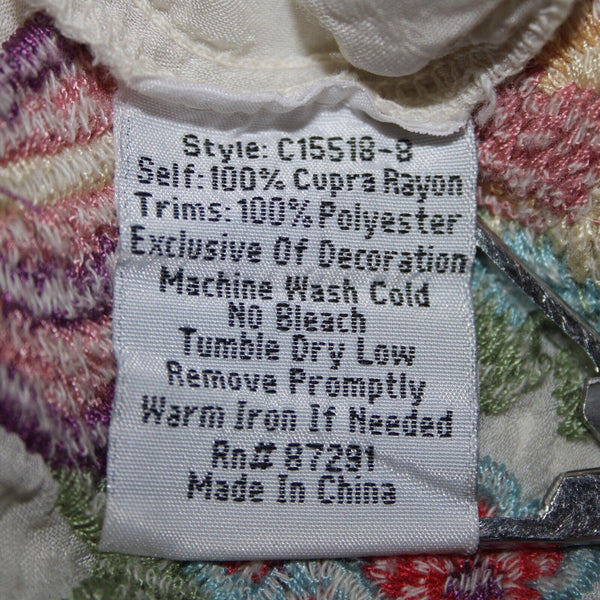 Style: C15518-8
Self: 100% Cupra Rayon
Trims: 100% Polyester
Exclusive Of Decoration
Machine Wash Cold
No Bleach
Tumble Dry Low
Remove Promptly
Warm Iron If Needed
Rn# 87291
Made In China